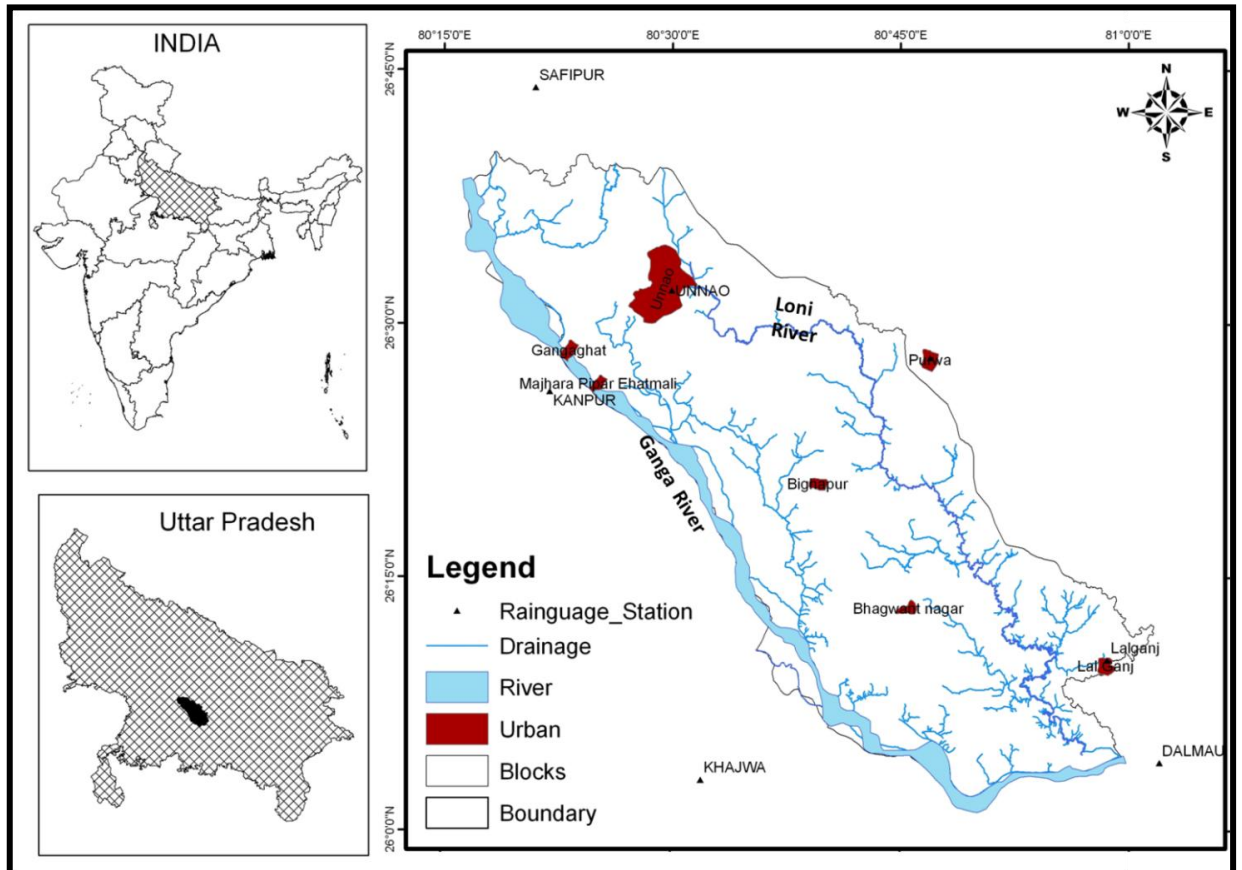 INDIA
Uttar Pradesh
80°15'0"E
80°30'0"E
80°45'0"E
81°0'0"E
26°45'0"N
26°30'0"N
26°15'0"N
26°0'0"N
N
W
E
S
SAFIPUR
Unnao
UNNAO
Loni
River
Gangaghat
Purwa
Majhara Pipar Ehatmali
KANPUR
Ganga River
Bighapur
Bhagwant nagar
Lalganj
Lal Ganj
DALMAU
KHAJWA
Legend
Rainguage_Station
Drainage
River
Urban
Blocks
Boundary